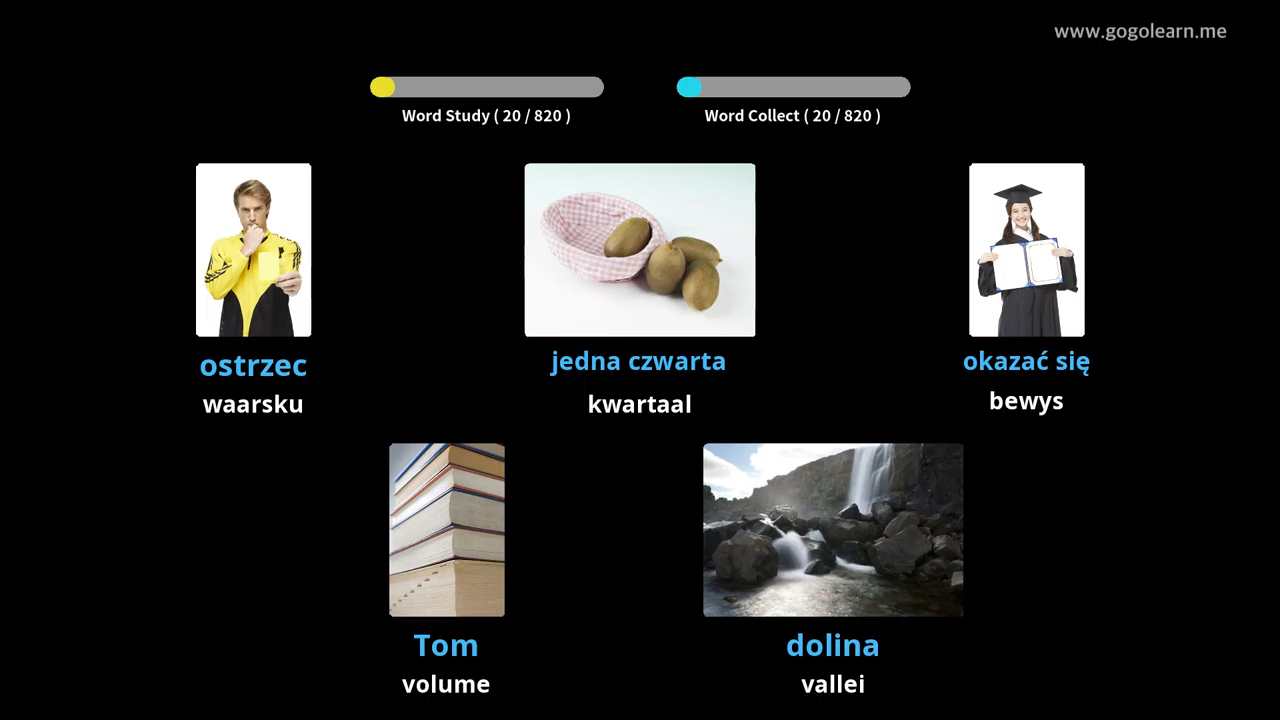 www.gogolearn.me
Word Study ( 20 / 820 )
Word Collect ( 20 / 820 )
ostrzec
waarsku
jedna czwarta
kwartaal
okazać się
bewys
Tom
volume
dolina
vallei